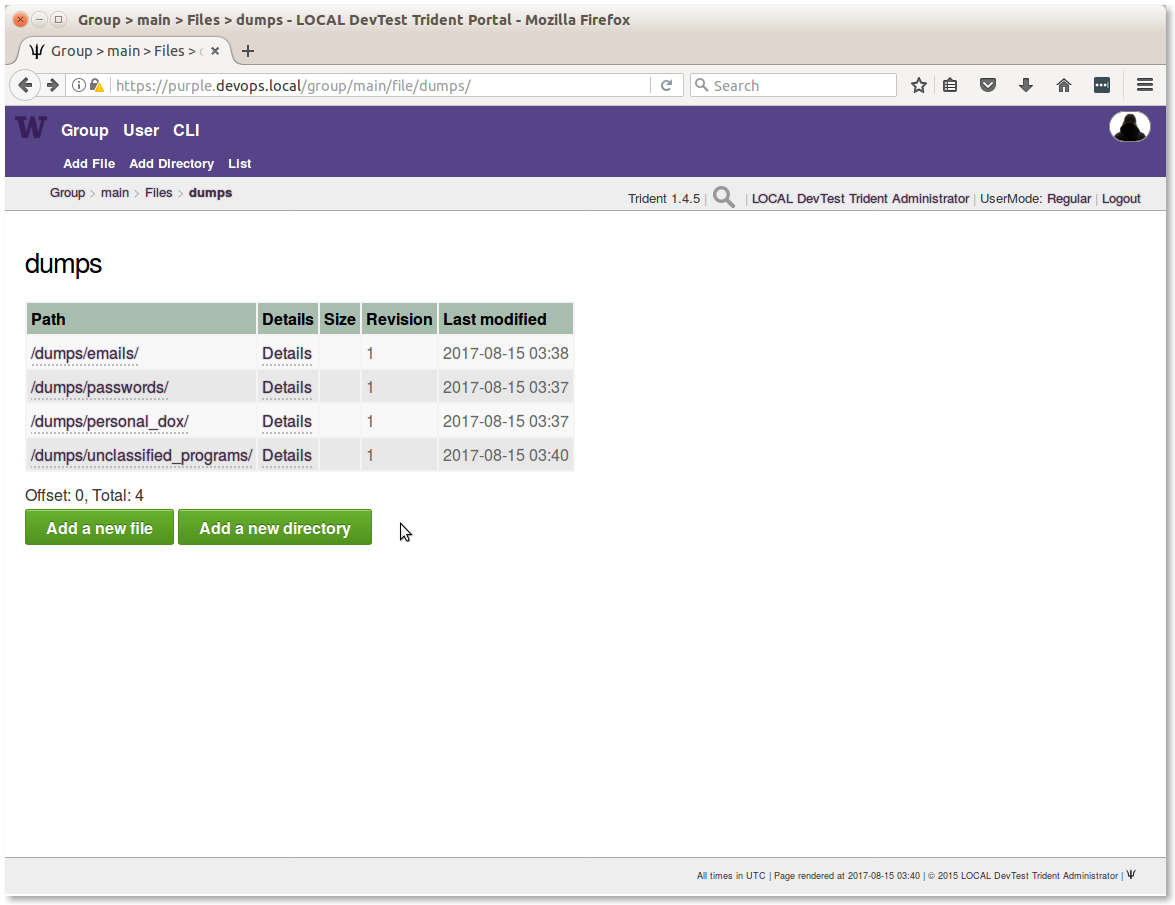 Group > main > Files > dumps - LOCAL DevTest Trident Portal - Mozilla Firefox
Group > main > Files >
https://purple.devops.local/group/main/file/dumps/
Search
W Group User CLI
Add File Add Directory List
Group > main > Files > dumps
Trident 1.4.5 | | LOCAL DevTest Trident Administrator | UserMode: Regular | Logout
dumps
Path Details Size Revision Last modified
/dumps/emails/ Details 1 2017-08-15 03:38
/dumps/passwords/ Details 1 2017-08-15 03:37
/dumps/personal_dox/ Details 1 2017-08-15 03:37
/dumps/unclassified_programs/ Details 1 2017-08-15 03:40
Offset: 0, Total: 4
Add a new file Add a new directory
All times in UTC | Page rendered at 2017-08-15 03:40 | © 2015 LOCAL DevTest Trident Administrator |